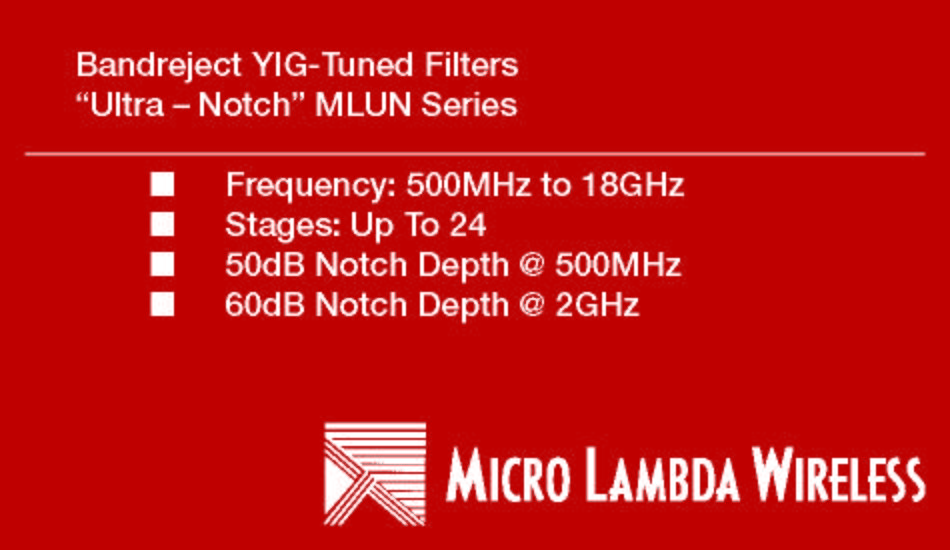 Bandreject YIG-Tuned Filters
“Ultra – Notch” MLUN Series
Frequency: 500MHz to 18GHz
Stages: Up To 24
50dB Notch Depth @ 500MHz
60dB Notch Depth @ 2GHz
MICRO LAMBDA WIRELESS